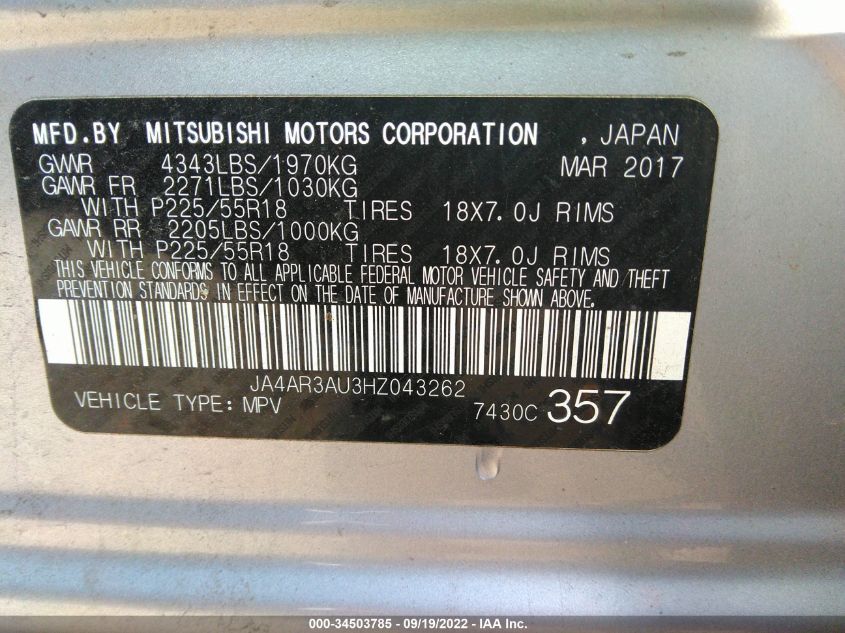 MFD.BY MITSUBISHI MOTORS CORPORATION , JAPAN
GVWR 4343LBS/1970KG MAR 2017
GAWR FR 2271LBS/1030KG
WITH P225/55R18 TIRES 18X7.0J RIMS
GAWR RR 2205LBS/1000KG
WITH P225/55R18 TIRES 18X7.0J RIMS
THIS VEHICLE CONFORMS TO ALL APPLICABLE FEDERAL MOTOR VEHICLE SAFETY AND THEFT
PREVENTION STANDARDS IN EFFECT ON THE DATE OF MANUFACTURE SHOWN ABOVE.
JA4AR3AU3HZ043262
VEHICLE TYPE: MPV 7430C 357
000-34503785 - 09/19/2022 - IAA Inc.